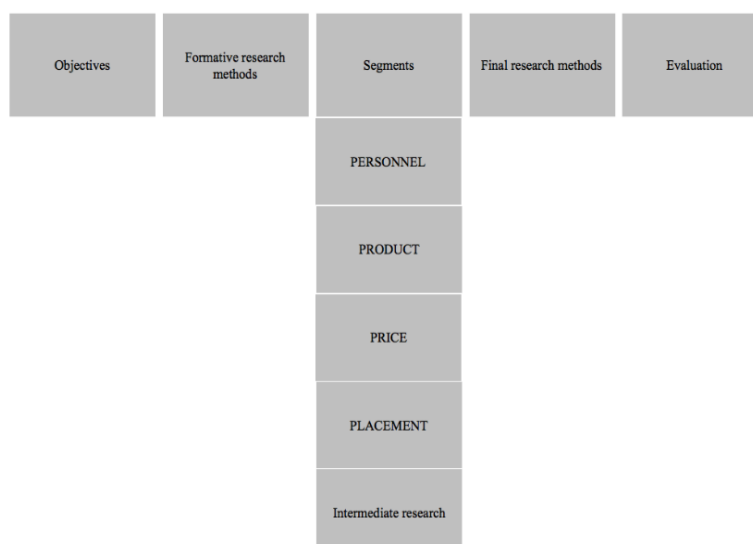 Objectives
Formative research
methods
Segments
Final research methods
Evaluation
PERSONNEL
PRODUCT
PRICE
PLACEMENT
Intermediate research